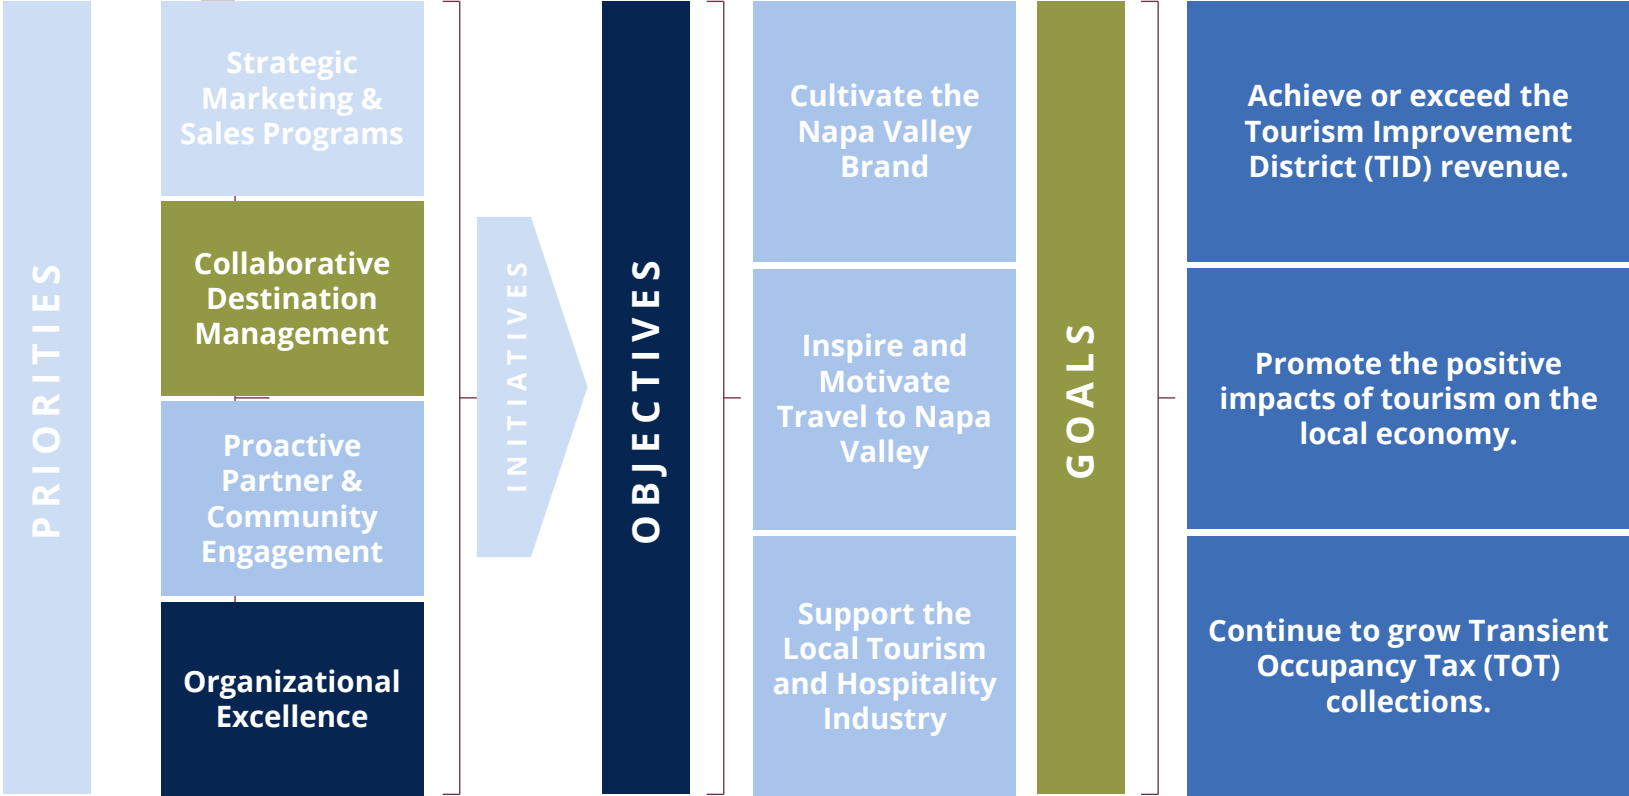 PRIORITIES
Strategic
Marketing &
Sales Programs
Collaborative
Destination
Management
Proactive
Partner &
Community
Engagement
Organizational
Excellence
INITIATIVES
OBJECTIVES
Cultivate the
Napa Valley
Brand
Inspire and
Motivate
Travel to Napa
Valley
Support the
Local Tourism
and Hospitality
Industry
GOALS
Achieve or exceed the
Tourism Improvement
District (TID) revenue.
Promote the positive
impacts of tourism on the
local economy.
Continue to grow Transient
Occupancy Tax (TOT)
collections.